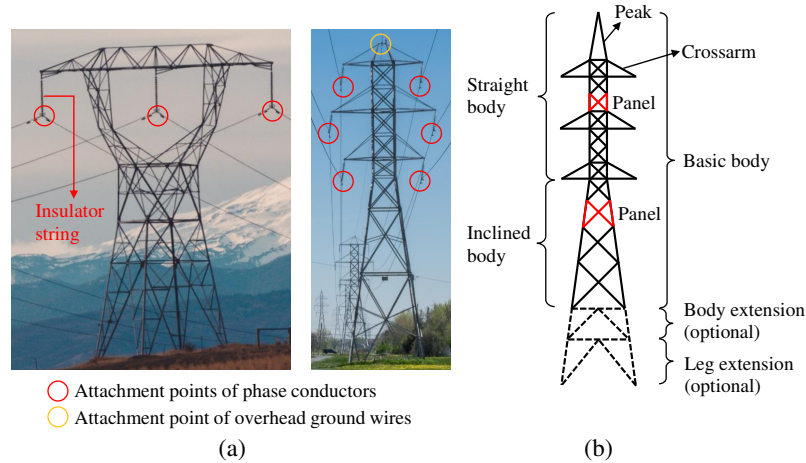 Insulator
string
Attachment points of phase conductors
Attachment point of overhead ground wires
(a)
Peak
Crossarm
Straight
body
Panel
Basic body
Panel
Inclined
body
Body extension
(optional)
Leg extension
(optional)
(b)